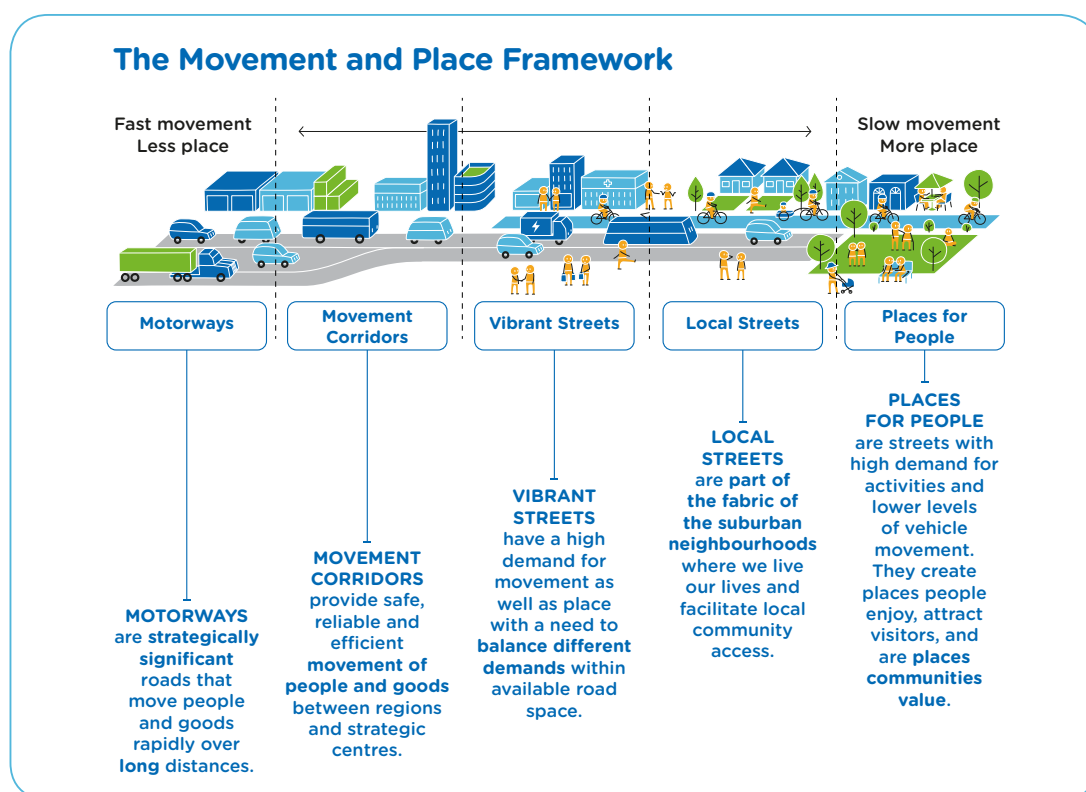 The Movement and Place Framework
Fast movement
Less place
Slow movement
More place
Motorways
Movement
Corridors
Vibrant Streets
Local Streets
Places for
People
MOTORWAYS
are strategically
significant
roads that
move people
and goods
rapidly over
long distances.
MOVEMENT
CORRIDORS
provide safe,
reliable and
efficient
movement of
people and goods
between regions
and strategic
centres.
VIBRANT
STREETS
have a high
demand for
movement as
well as place
with a need to
balance different
demands within
available road
space.
LOCAL
STREETS
are part of
the fabric of
the suburban
neighbourhoods
where we live
our lives and
facilitate local
community
access.
PLACES
FOR PEOPLE
are streets with
high demand for
activities and
lower levels
of vehicle
movement.
They create
places people
enjoy, attract
visitors, and
are places
communities
value.